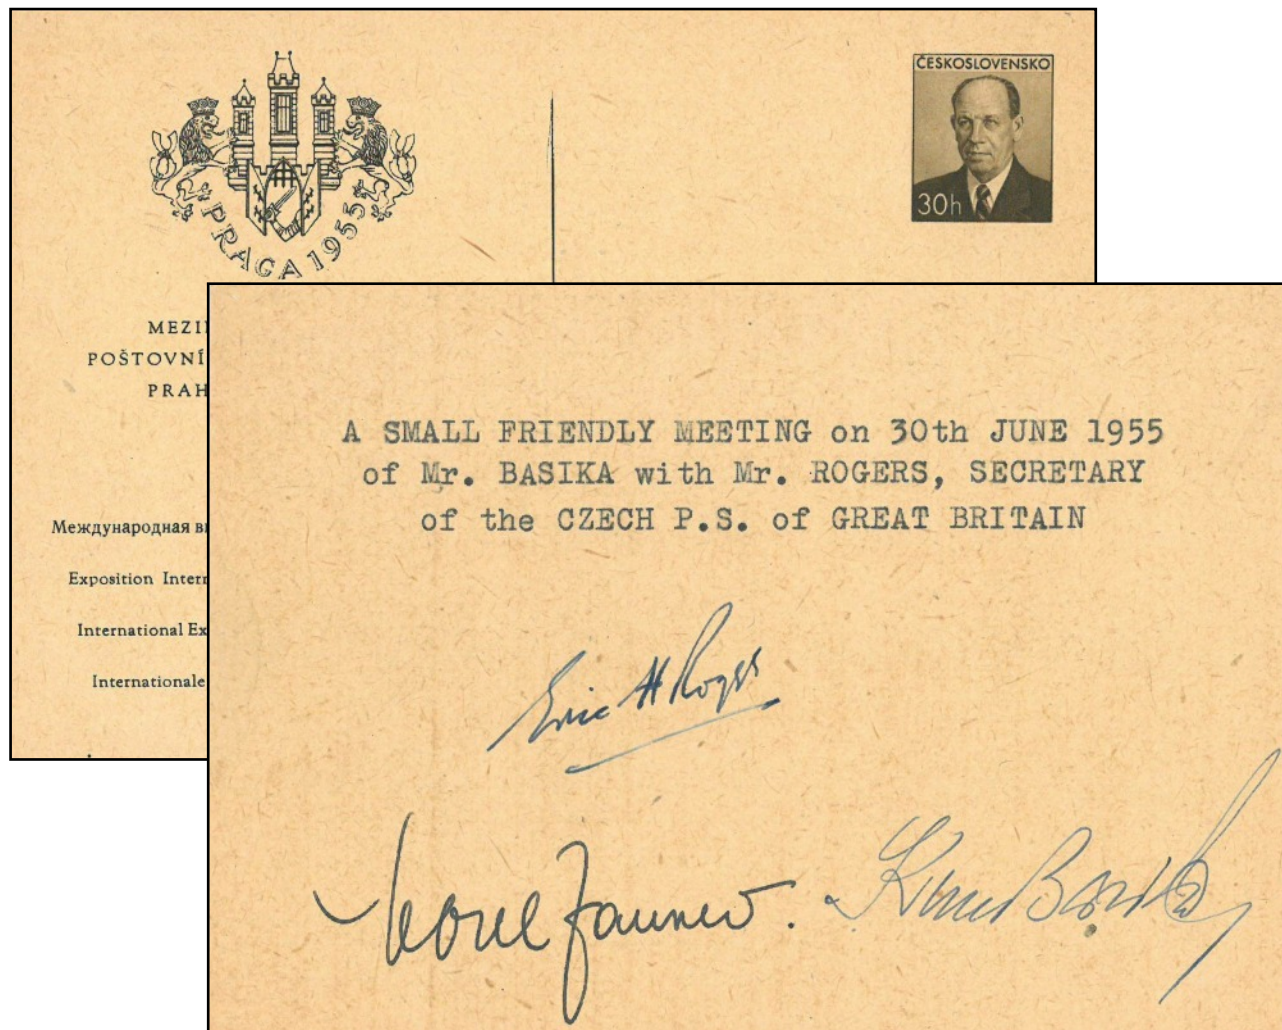 ČESKOSLOVENSKO
30h
PRAGA 1955
MEZI
POŠTOVNÍ
PRAH
Международная
Exposition Inter
International Ex
Internationale
A SMALL FRIENDLY MEETING on 30th JUNE 1955
of Mr. BASIKA with Mr. ROGERS, SECRETARY
of the CZECH P.S. of GREAT BRITAIN
Eric H Rogers